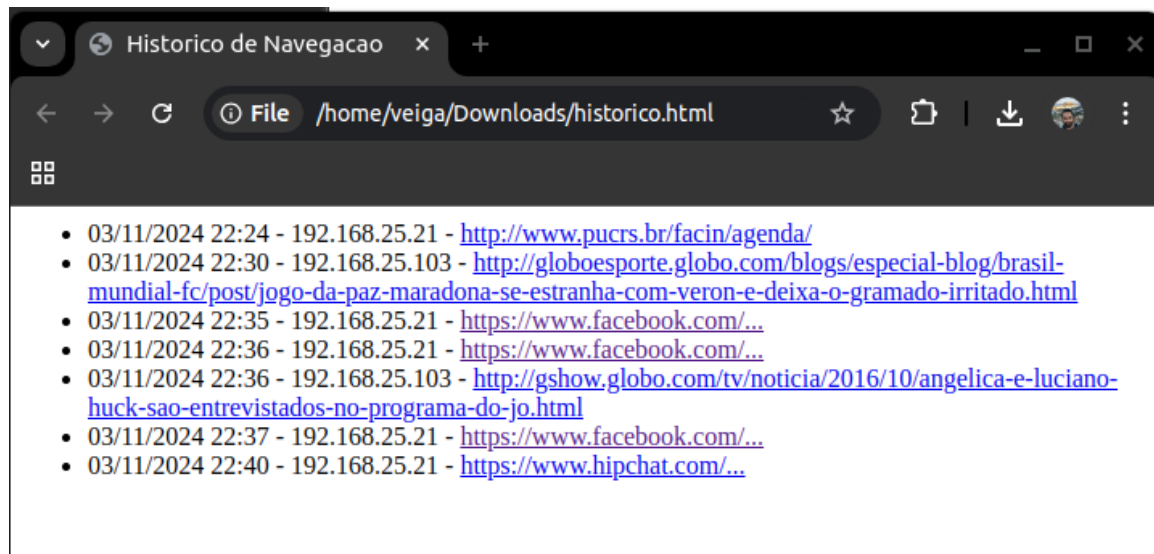 Historico de Navegacao
File /home/veiga/Downloads/historico.html
03/11/2024 22:24 - 192.168.25.21 - http://www.pucrs.br/facin/agenda/
03/11/2024 22:30 - 192.168.25.103 - http://globoesporte.globo.com/blogs/especial-blog/brasil-
mundial-fc/post/jogo-da-paz-maradona-se-estranha-com-veron-e-deixa-o-gramado-irritado.html
03/11/2024 22:35 - 192.168.25.21 - https://www.facebook.com/...
03/11/2024 22:36 - 192.168.25.21 - https://www.facebook.com/...
03/11/2024 22:36 - 192.168.25.103 - http://gshow.globo.com/tv/noticia/2016/10/angelica-e-luciano-
huck-sao-entrevistados-no-programa-do-jo.html
03/11/2024 22:37 - 192.168.25.21 - https://www.facebook.com/...
03/11/2024 22:40 - 192.168.25.21 - https://www.hipchat.com/...